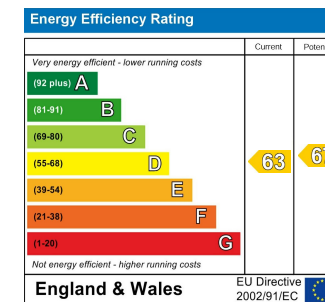 Energy Efficiency Rating
Current
Very energy efficient - lower running costs
(92 plus) A
(81-91) B
(69-80) C
(55-68) D
63
(39-54) E
(21-38) F
(1-20) G
Not energy efficient - higher running costs
England & Wales
EU Directive
2002/91/EC